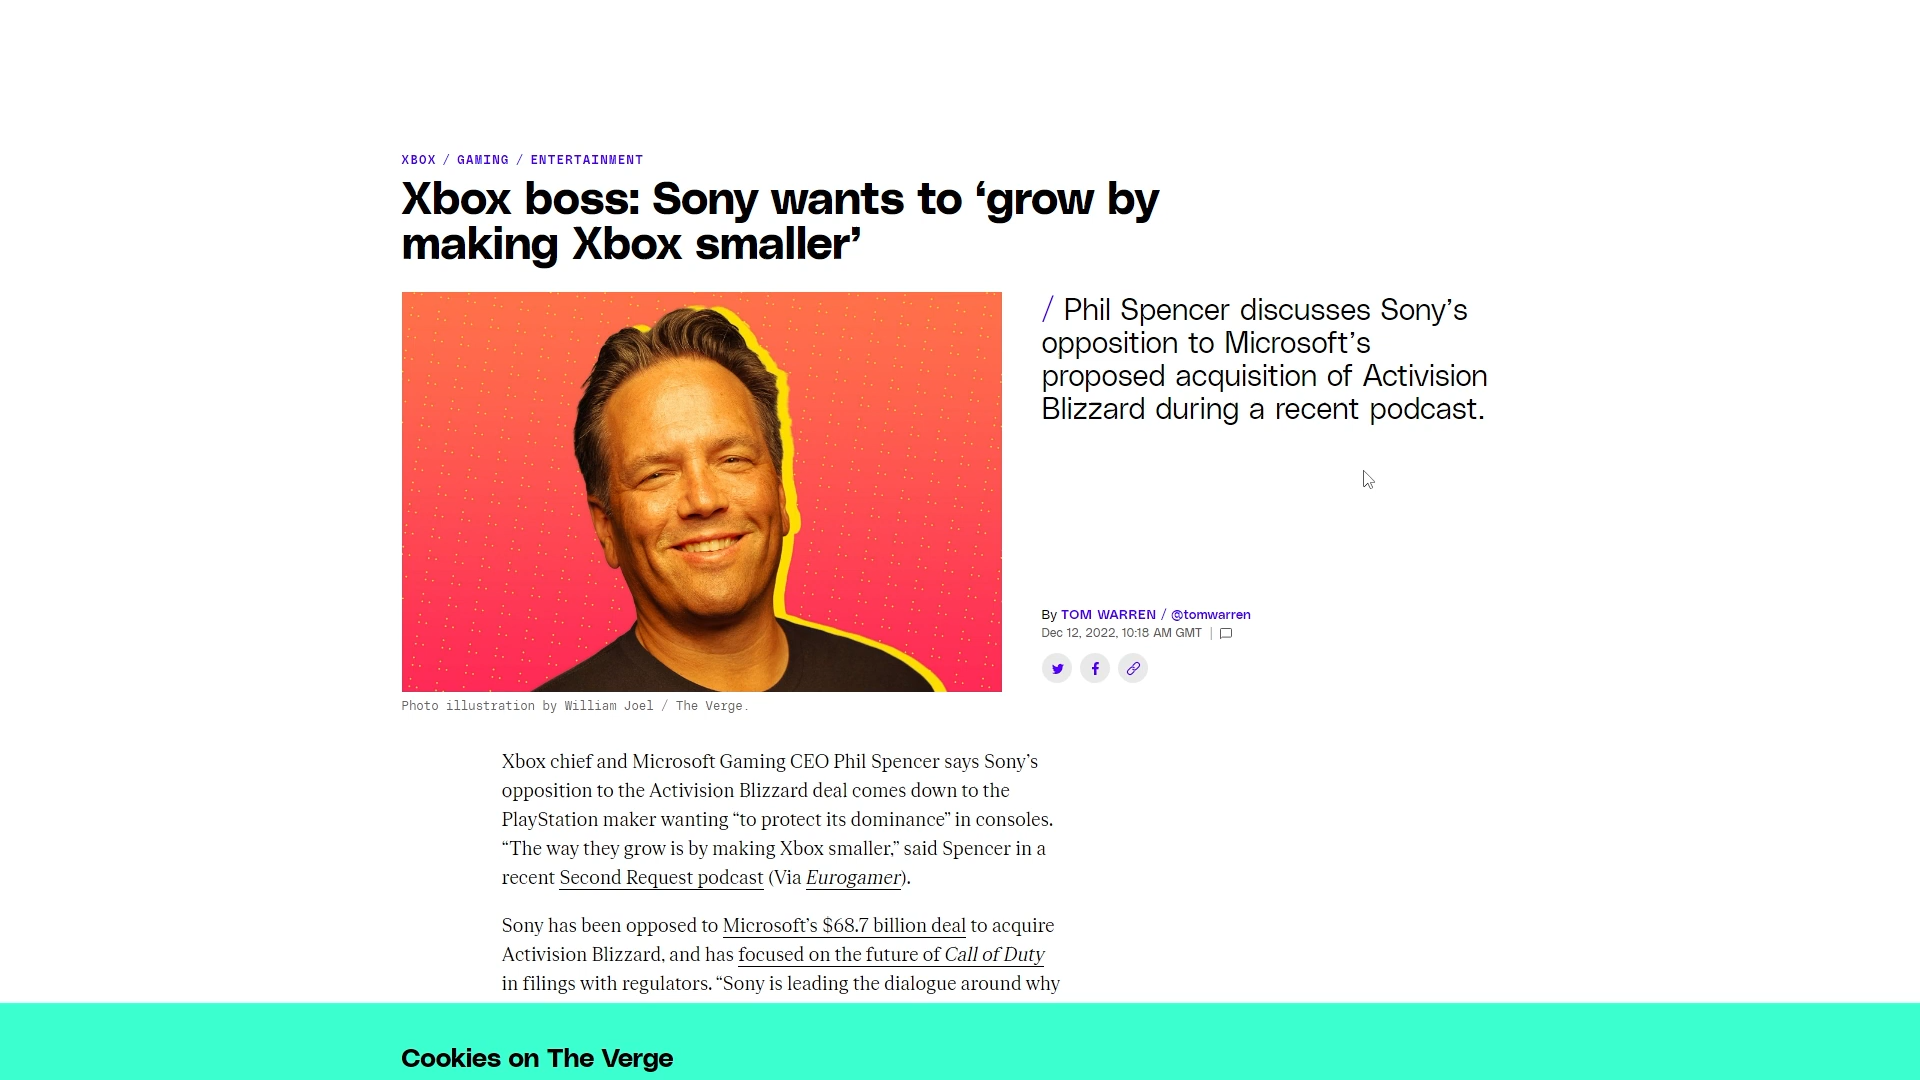 XBOX / GAMING / ENTERTAINMENT
Xbox boss: Sony wants to ‘grow by
making Xbox smaller’
/ Phil Spencer discusses Sony’s
opposition to Microsoft’s
proposed acquisition of Activision
Blizzard during a recent podcast.
By TOM WARREN / @tomwarren
Dec 12, 2022, 10:18 AM GMT |
Photo illustration by William Joel / The Verge.
Xbox chief and Microsoft Gaming CEO Phil Spencer says Sony’s
opposition to the Activision Blizzard deal comes down to the
PlayStation maker wanting “to protect its dominance” in consoles.
“The way they grow is by making Xbox smaller,” said Spencer in a
recent Second Request podcast (Via Eurogamer).
Sony has been opposed to Microsoft’s $68.7 billion deal to acquire
Activision Blizzard, and has focused on the future of Call of Duty
in filings with regulators. “Sony is leading the dialogue around why
Cookies on The Verge